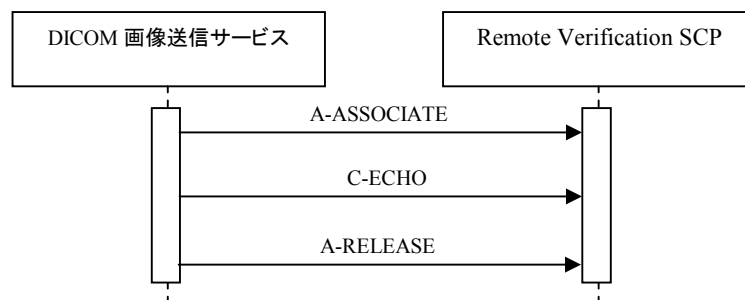 DICOM 画像送信サービス
Remote Verification SCP
A-ASSOCIATE
C-ECHO
A-RELEASE